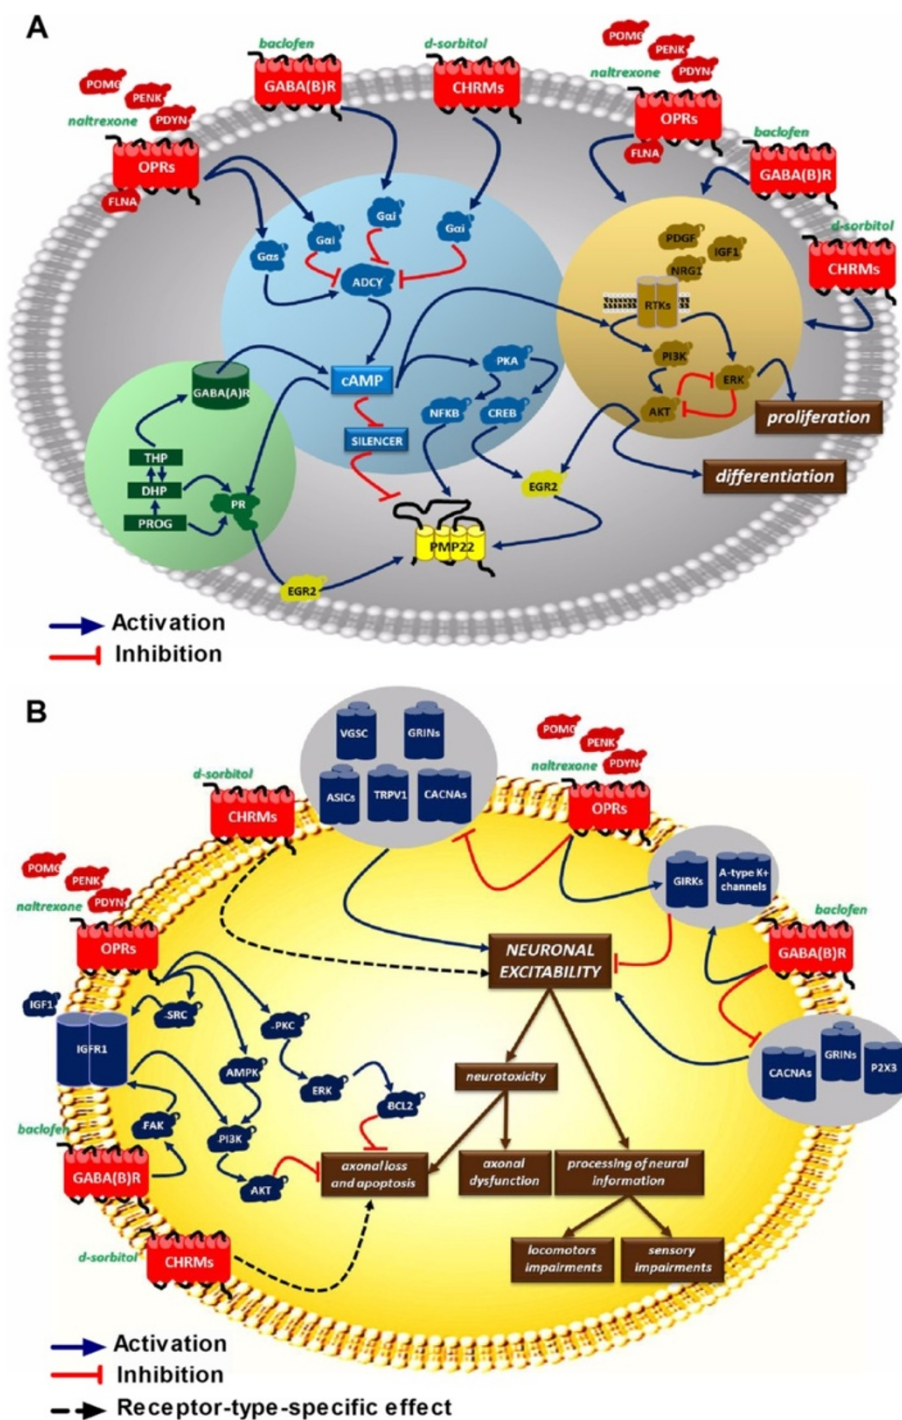 A
baclofen
GABA(B)R
d-sorbitol
CHRMs
POMC
PENK
naltrexone
PDYN
OPRs
FLNA
POMC
PENK
naltrexone
PDYN
OPRs
FLNA
baclofen
GABA(B)R
d-sorbitol
CHRMs
Gαs
Gαi
Gαi
Gαi
ADCY
cAMP
SILENCER
PKA
NFKB
CREB
PDGF
IGF1
NRG1
RTKs
PI3K
ERK
AKT
proliferation
differentiation
GABA(A)R
THP
DHP
PROG
PR
EGR2
EGR2
PMP22
Activation
Inhibition
B
VGSC
GRINs
ASICs
TRPV1
CACNAs
d-sorbitol
CHRMs
POMC
PENK
naltrexone
PDYN
OPRs
GIRKs
A-type K+
channels
baclofen
GABA(B)R
CACNAs
GRINs
P2X3
POMC
PENK
naltrexone
PDYN
OPRs
IGF1
IGFR1
SRC
PKC
AMPK
ERK
BCL2
FAK
PI3K
AKT
baclofen
GABA(B)R
d-sorbitol
CHRMs
NEURONAL
EXCITABILITY
neurotoxicity
axonal loss
and apoptosis
axonal
dysfunction
processing of neural
information
locomotors
impairments
sensory
impairments
Activation
Inhibition
Receptor-type-specific effect